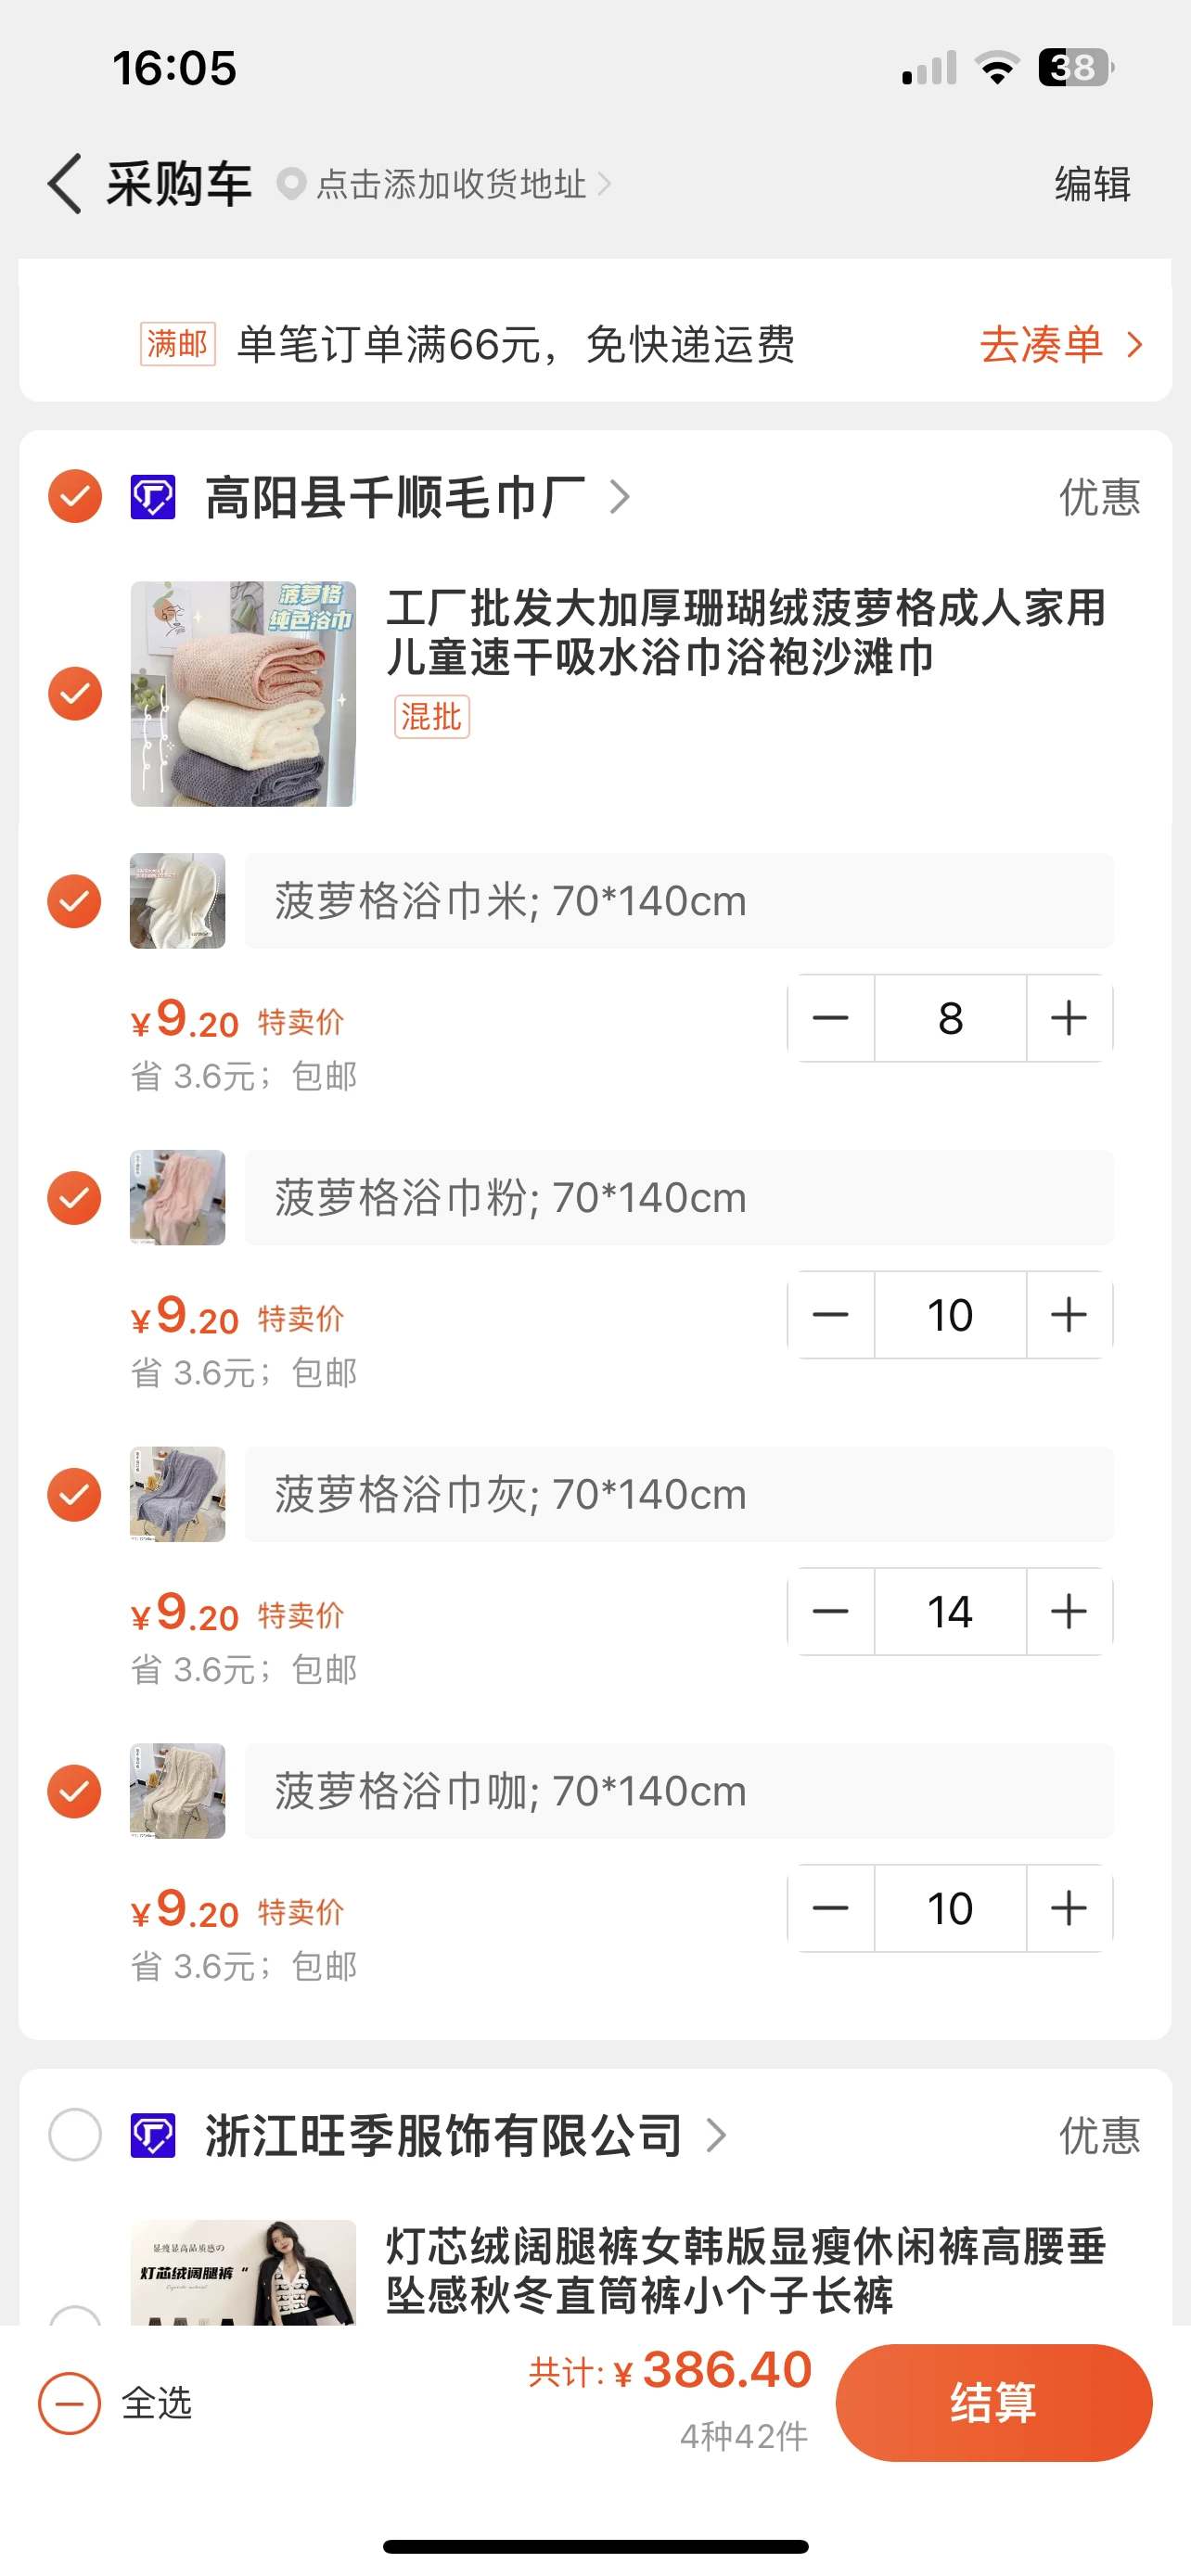 16:05
38
采购车 点击添加收货地址
编辑
满邮 单笔订单满66元，免快递运费 去凑单
高阳县千顺毛巾厂 优惠
菠萝格
纯色浴巾
工厂批发大加厚珊瑚绒菠萝格成人家用
儿童速干吸水浴巾浴袍沙滩巾
混批
菠萝格浴巾米; 70*140cm
¥9.20 特卖价
省 3.6元；包邮
8
菠萝格浴巾粉; 70*140cm
¥9.20 特卖价
省 3.6元；包邮
10
菠萝格浴巾灰; 70*140cm
¥9.20 特卖价
省 3.6元；包邮
14
菠萝格浴巾咖; 70*140cm
¥9.20 特卖价
省 3.6元；包邮
10
浙江旺季服饰有限公司 优惠
显瘦显高品质感の
灯芯绒阔腿裤
灯芯绒阔腿裤女韩版显瘦休闲裤高腰垂
坠感秋冬直筒裤小个子长裤
全选
共计: ¥ 386.40
4种42件
结算